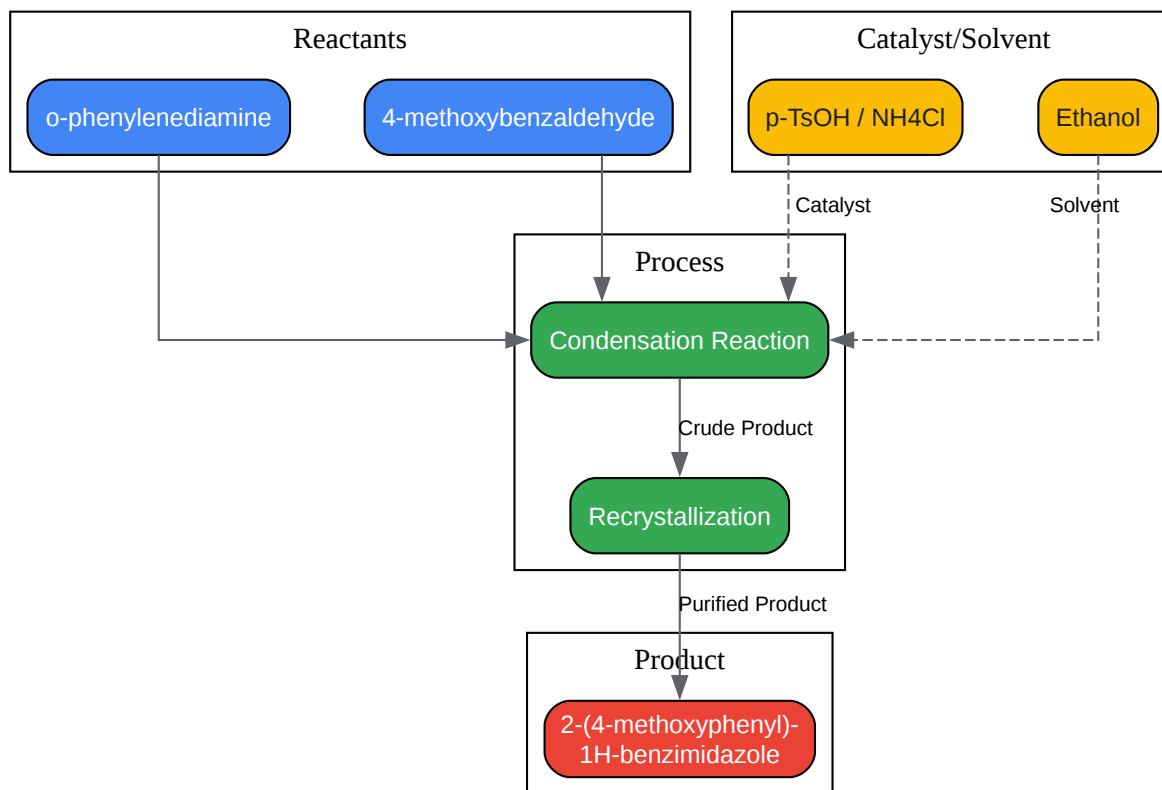 Reactants
Catalyst/Solvent
o-phenylenediamine
4-methoxybenzaldehyde
p-TsOH / NH4Cl
Ethanol
Catalyst
Solvent
Process
Condensation Reaction
Crude Product
Recrystallization
Purified Product
Product
2-(4-methoxyphenyl)-
1H-benzimidazole